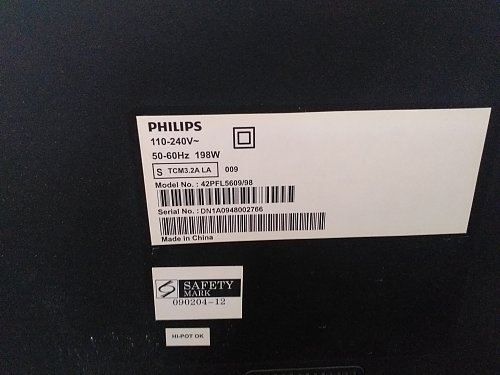 PHILIPS
110-240V~
50-60Hz 198W
S TCM3.2A LA 009
Model No. : 42PFL5609/98
Serial No. : DN1A0948002766
Made in China
SAFETY
MARK
090204-12
HI-POT OK